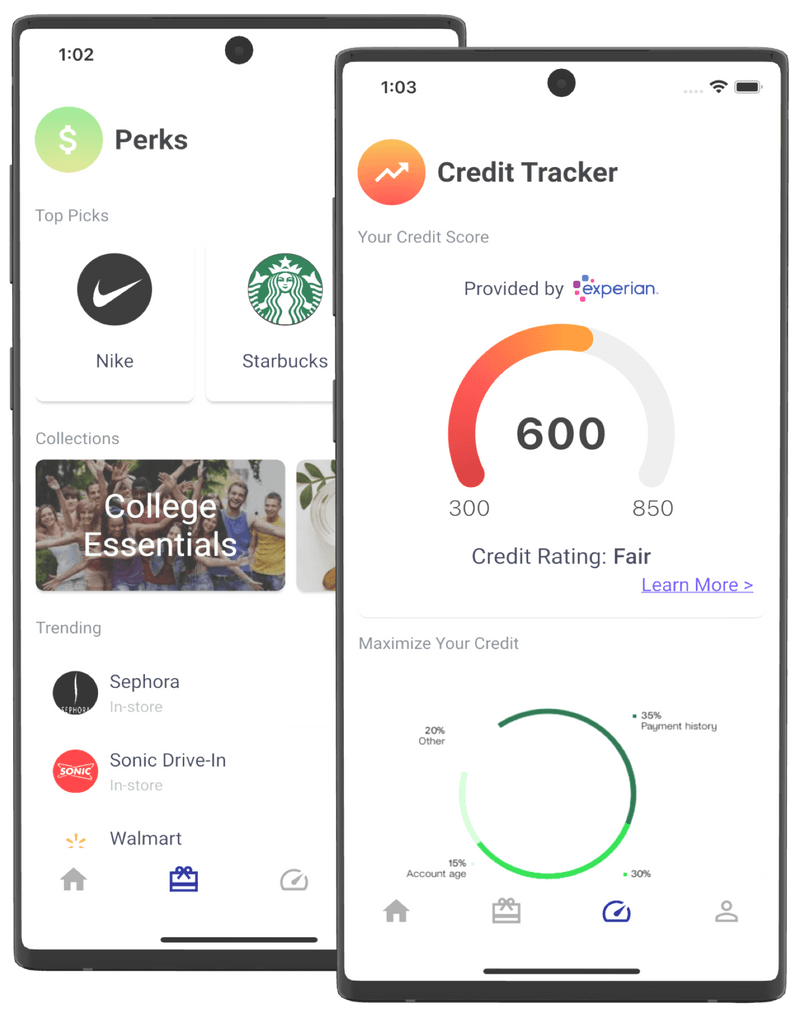 1:02
Perks
Top Picks
Nike
Starbucks
Collections
College
Essentials
Trending
SEPHORA
Sephora
In-store
SONIC
Sonic Drive-In
In-store
Walmart
1:03
Credit Tracker
Your Credit Score
Provided by experian.
600
300
850
Credit Rating: Fair
Learn More >
Maximize Your Credit
35%
Payment history
20%
Other
15%
Account age
30%